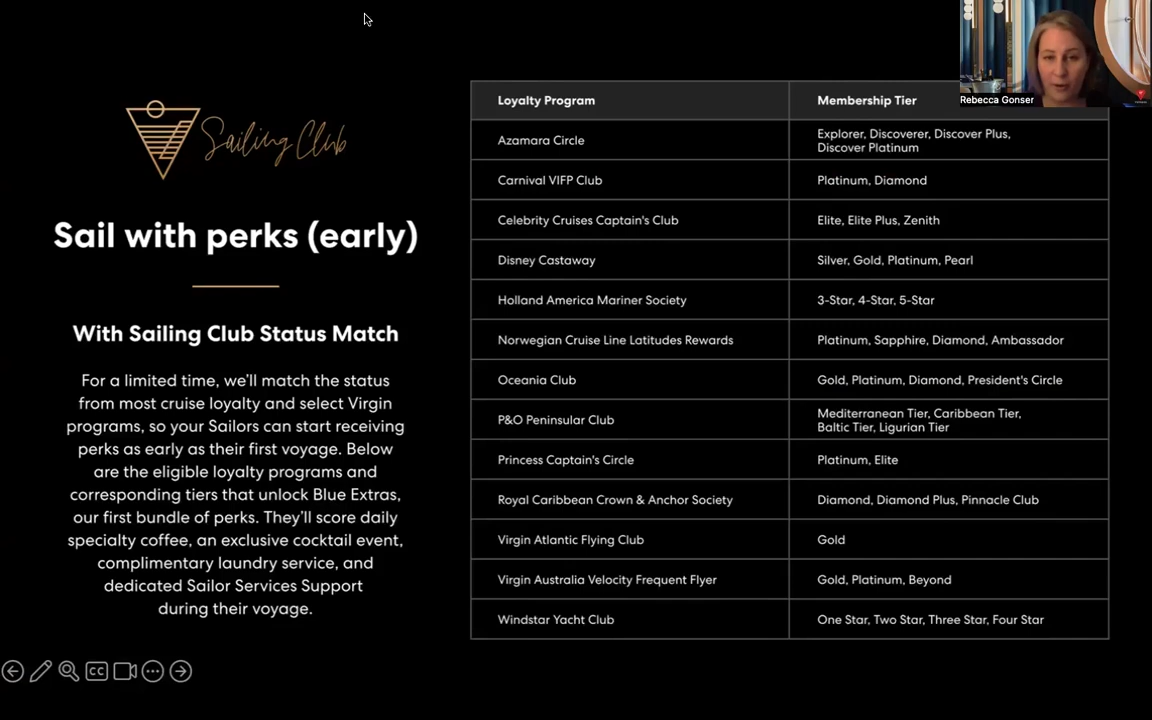 Sailing Club
Sail with perks (early)
With Sailing Club Status Match
For a limited time, we'll match the status
from most cruise loyalty and select Virgin
programs, so your Sailors can start receiving
perks as early as their first voyage. Below
are the eligible loyalty programs and
corresponding tiers that unlock Blue Extras,
our first bundle of perks. They'll score daily
specialty coffee, an exclusive cocktail event,
complimentary laundry service, and
dedicated Sailor Services Support
during their voyage.
Loyalty Program Membership Tier
Azamara Circle Explorer, Discoverer, Discover Plus,
Discover Platinum
Carnival VIFP Club Platinum, Diamond
Celebrity Cruises Captain's Club Elite, Elite Plus, Zenith
Disney Castaway Silver, Gold, Platinum, Pearl
Holland America Mariner Society 3-Star, 4-Star, 5-Star
Norwegian Cruise Line Latitudes Rewards Platinum, Sapphire, Diamond, Ambassador
Oceania Club Gold, Platinum, Diamond, President's Circle
P&O Peninsular Club Mediterranean Tier, Caribbean Tier,
Baltic Tier, Ligurian Tier
Princess Captain's Circle Platinum, Elite
Royal Caribbean Crown & Anchor Society Diamond, Diamond Plus, Pinnacle Club
Virgin Atlantic Flying Club Gold
Virgin Australia Velocity Frequent Flyer Gold, Platinum, Beyond
Windstar Yacht Club One Star, Two Star, Three Star, Four Star
Rebecca Gonser
CC